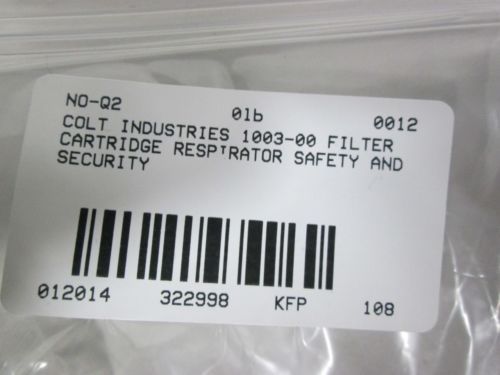 NO-Q2 01b 0012
COLT INDUSTRIES 1003-00 FILTER
CARTRIDGE RESPIRATOR SAFETY AND
SECURITY
012014 322998 KFP 108